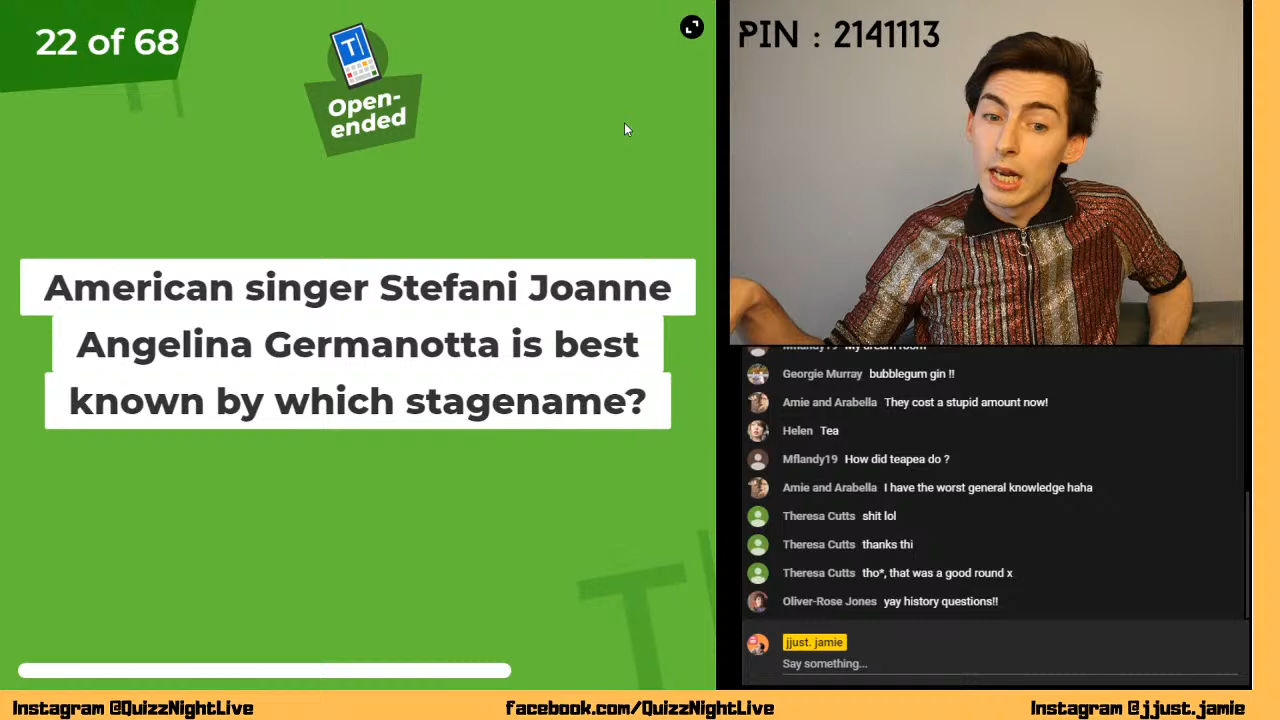 22 of 68
T
Open-
ended
American singer Stefani Joanne
Angelina Germanotta is best
known by which stagename?
PIN : 2141113
Mflandy19 My dream room
Georgie Murray bubblegum gin !!
Amie and Arabella They cost a stupid amount now!
Helen Tea
Mflandy19 How did teapea do ?
Amie and Arabella I have the worst general knowledge haha
Theresa Cutts shit lol
Theresa Cutts thanks thi
Theresa Cutts tho*, that was a good round x
Oliver-Rose Jones yay history questions!!
jjust. jamie
Say something...
Instagram @QuizzNightLive
facebook.com/QuizzNightLive
Instagram @jjust.jamie